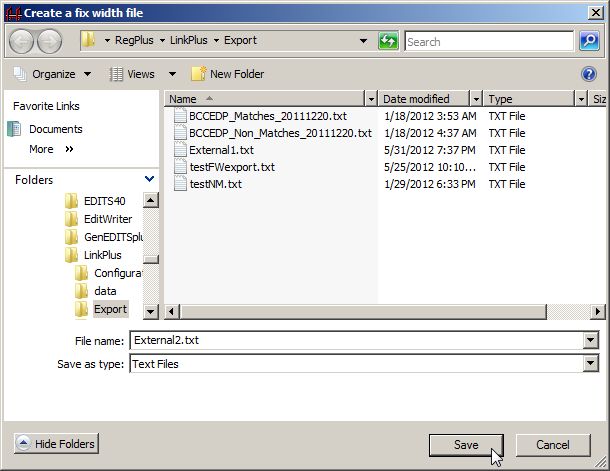 Create a fix width file
RegPlus LinkPlus Export Search
Organize Views New Folder
Favorite Links
Documents
More »
Folders
EDITS40
EditWriter
GenEDITSplu
LinkPlus
Configurat
data
Export
Name Date modified Type Siz
BCCEDP_Matches_20111220.txt 1/18/2012 3:53 AM TXT File
BCCEDP_Non_Matches_20111220.txt 1/18/2012 4:37 AM TXT File
External1.txt 5/31/2012 7:37 PM TXT File
testFWexport.txt 5/25/2012 10:10... TXT File
testNM.txt 1/29/2012 6:33 PM TXT File
File name: External2.txt
Save as type: Text Files
Hide Folders Save Cancel